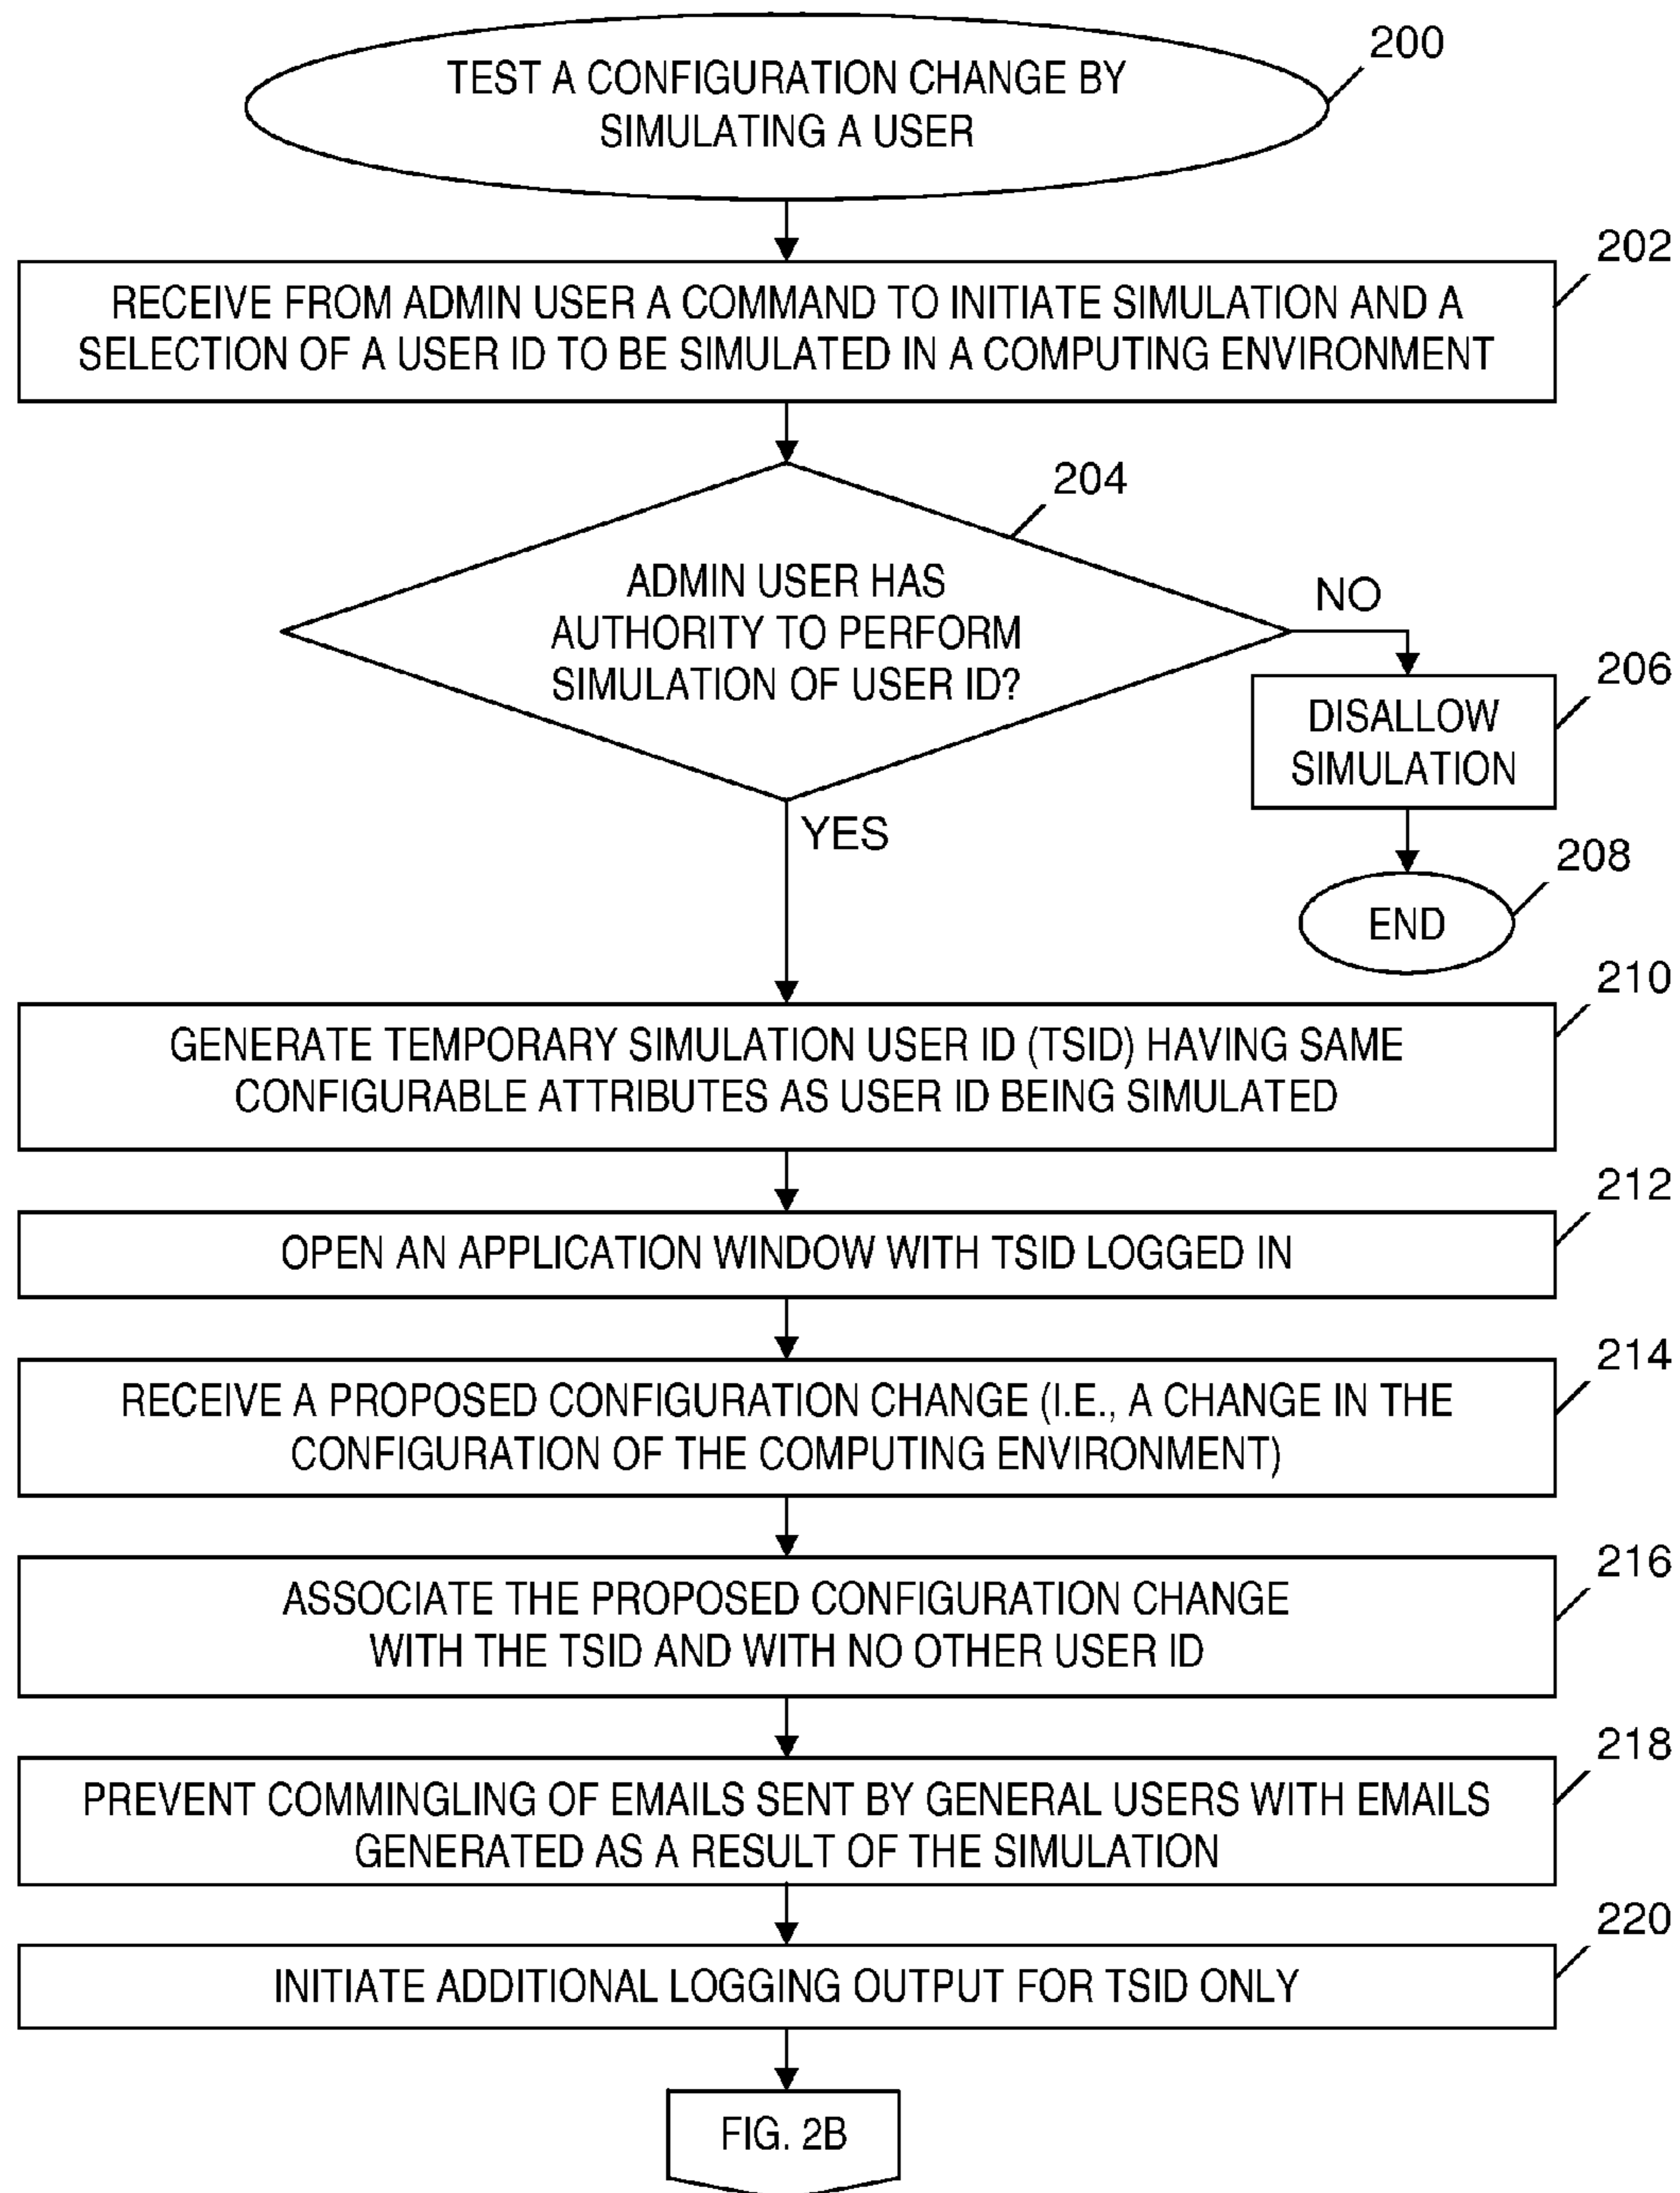 200
TEST A CONFIGURATION CHANGE BY
SIMULATING A USER
202
RECEIVE FROM ADMIN USER A COMMAND TO INITIATE SIMULATION AND A
SELECTION OF A USER ID TO BE SIMULATED IN A COMPUTING ENVIRONMENT
204
ADMIN USER HAS
AUTHORITY TO PERFORM
SIMULATION OF USER ID?
NO
206
DISALLOW
SIMULATION
YES
208
END
210
GENERATE TEMPORARY SIMULATION USER ID (TSID) HAVING SAME
CONFIGURABLE ATTRIBUTES AS USER ID BEING SIMULATED
212
OPEN AN APPLICATION WINDOW WITH TSID LOGGED IN
214
RECEIVE A PROPOSED CONFIGURATION CHANGE (I.E., A CHANGE IN THE
CONFIGURATION OF THE COMPUTING ENVIRONMENT)
216
ASSOCIATE THE PROPOSED CONFIGURATION CHANGE
WITH THE TSID AND WITH NO OTHER USER ID
218
PREVENT COMMINGLING OF EMAILS SENT BY GENERAL USERS WITH EMAILS
GENERATED AS A RESULT OF THE SIMULATION
220
INITIATE ADDITIONAL LOGGING OUTPUT FOR TSID ONLY
FIG. 2B